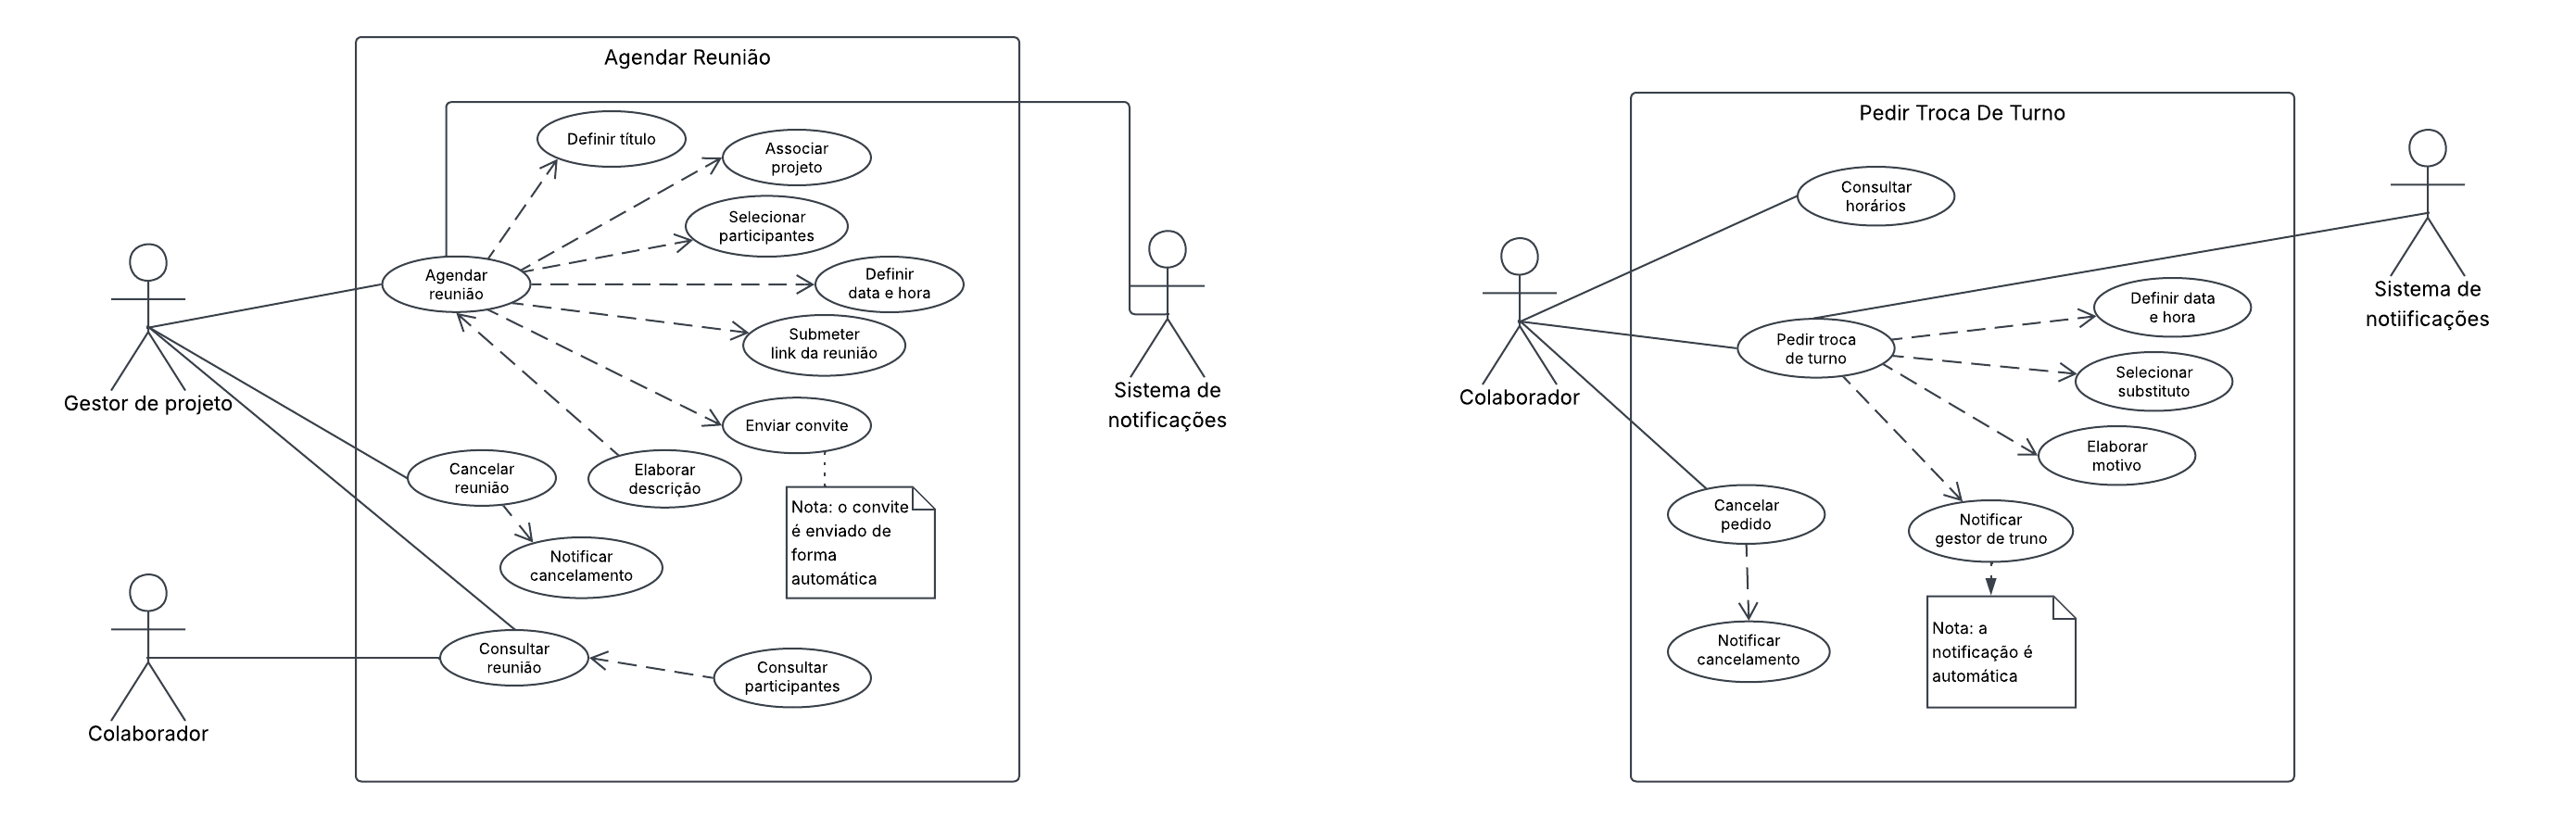 Agendar Reunião
Definir título
Associar
projeto
Selecionar
participantes
Agendar
reunião
Definir
data e hora
Submeter
link da reunião
Enviar convite
Elaborar
descrição
Cancelar
reunião
Nota: o convite
é enviado de
forma
automática
Notificar
cancelamento
Consultar
reunião
Consultar
participantes
Gestor de projeto
Colaborador
Sistema de
notificações
Pedir Troca De Turno
Consultar
horários
Pedir troca
de turno
Definir data
e hora
Selecionar
substituto
Elaborar
motivo
Cancelar
pedido
Notificar
gestor de truno
Notificar
cancelamento
Nota: a
notificação é
automática
Colaborador
Sistema de
notiificações